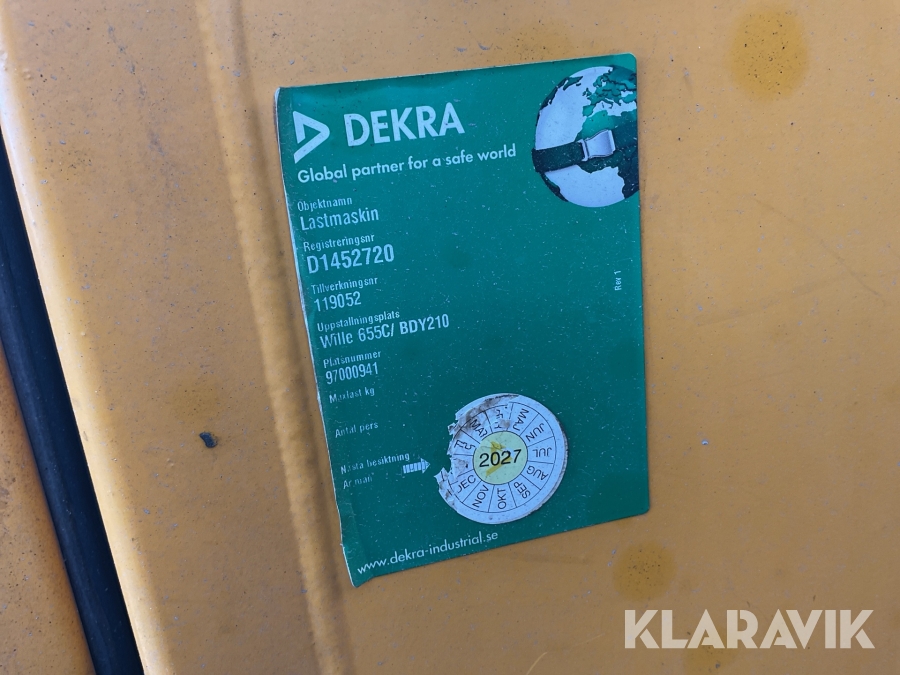 DEKRA
Global partner for a safe world
Objektnamn
Lastmaskin
Registreringsnr
D1452720
Tillverkningsnr
119052
Uppställningsplats
Wille 655C/ BDY210
Platsnummer
97000941
Maxlast kg
Antal pers
Nästa besiktning
Rev 1
MAJ
JUN
JUL
AUG
SEP
OKT
NOV
DEC
2027
www.dekra-industrial.se
KLARAVIK